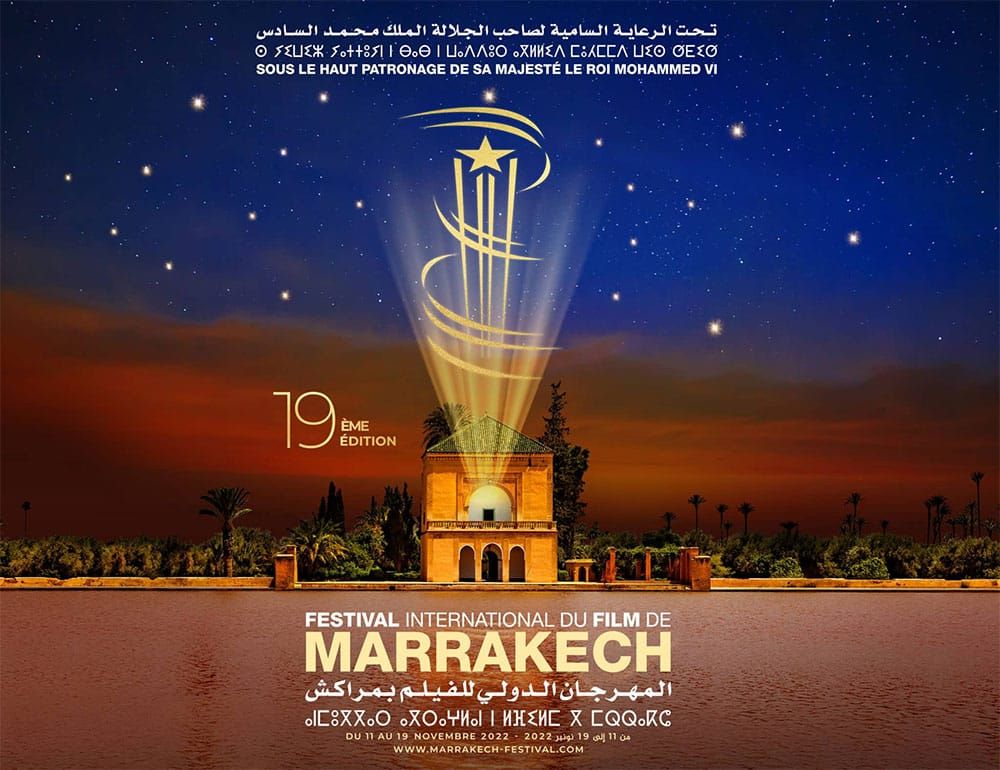 تحت الرعاية السامية لصاحب الجلالة الملك محمد السادس
SOUS LE HAUT PATRONAGE DE SA MAJESTÉ LE ROI MOHAMMED VI
19ÈME
ÉDITION
FESTIVAL INTERNATIONAL DU FILM DE
MARRAKECH
المهرجان الدولي للفيلم بمراكش
DU 11 AU 19 NOVEMBRE 2022 - من 11 إلى 19 نونبر 2022
WWW.MARRAKECH-FESTIVAL.COM